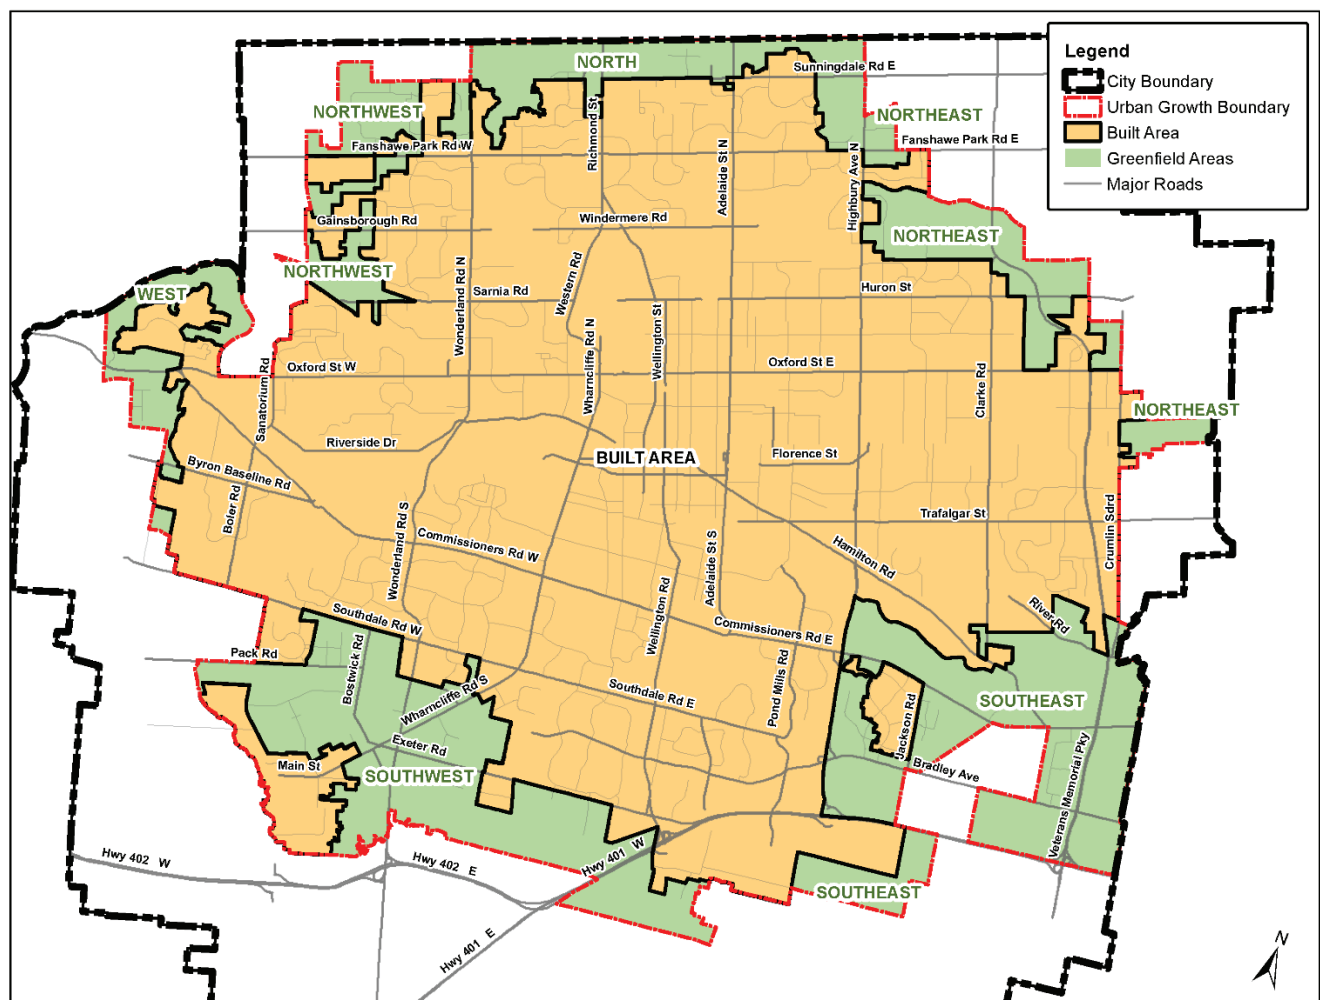 Legend
City Boundary
Urban Growth Boundary
Built Area
Greenfield Areas
Major Roads
NORTH
Sunningdale Rd E
NORTHWEST
NORTHEAST
Fanshawe Park Rd W
Fanshawe Park Rd E
Richmond St
Adelaide St N
Highbury Ave N
Gainsborough Rd
Windermere Rd
NORTHEAST
NORTHWEST
Western Rd
Wonderland Rd N
WEST
Sarnia Rd
Huron St
Wellington St
Wharncliffe Rd N
Oxford St W
Oxford St E
Sanatorium Rd
Clarke Rd
NORTHEAST
Riverside Dr
BUILT AREA
Florence St
Byron Baseline Rd
Boler Rd
Wonderland Rd S
Trafalgar St
Crumlin Sdrd
Commissioners Rd W
Adelaide St S
Hamilton Rd
Wellington Rd
Southdale Rd W
Commissioners Rd E
River Rd
Pack Rd
Bostwick Rd
Wharncliffe Rd S
Southdale Rd E
Pond Mills Rd
SOUTHEAST
Jackson Rd
Exeter Rd
Main St
SOUTHWEST
Bradley Ave
Veterans Memorial Pky
Hwy 402 W
Hwy 402 E
Hwy 401 W
SOUTHEAST
Hwy 401 E
N